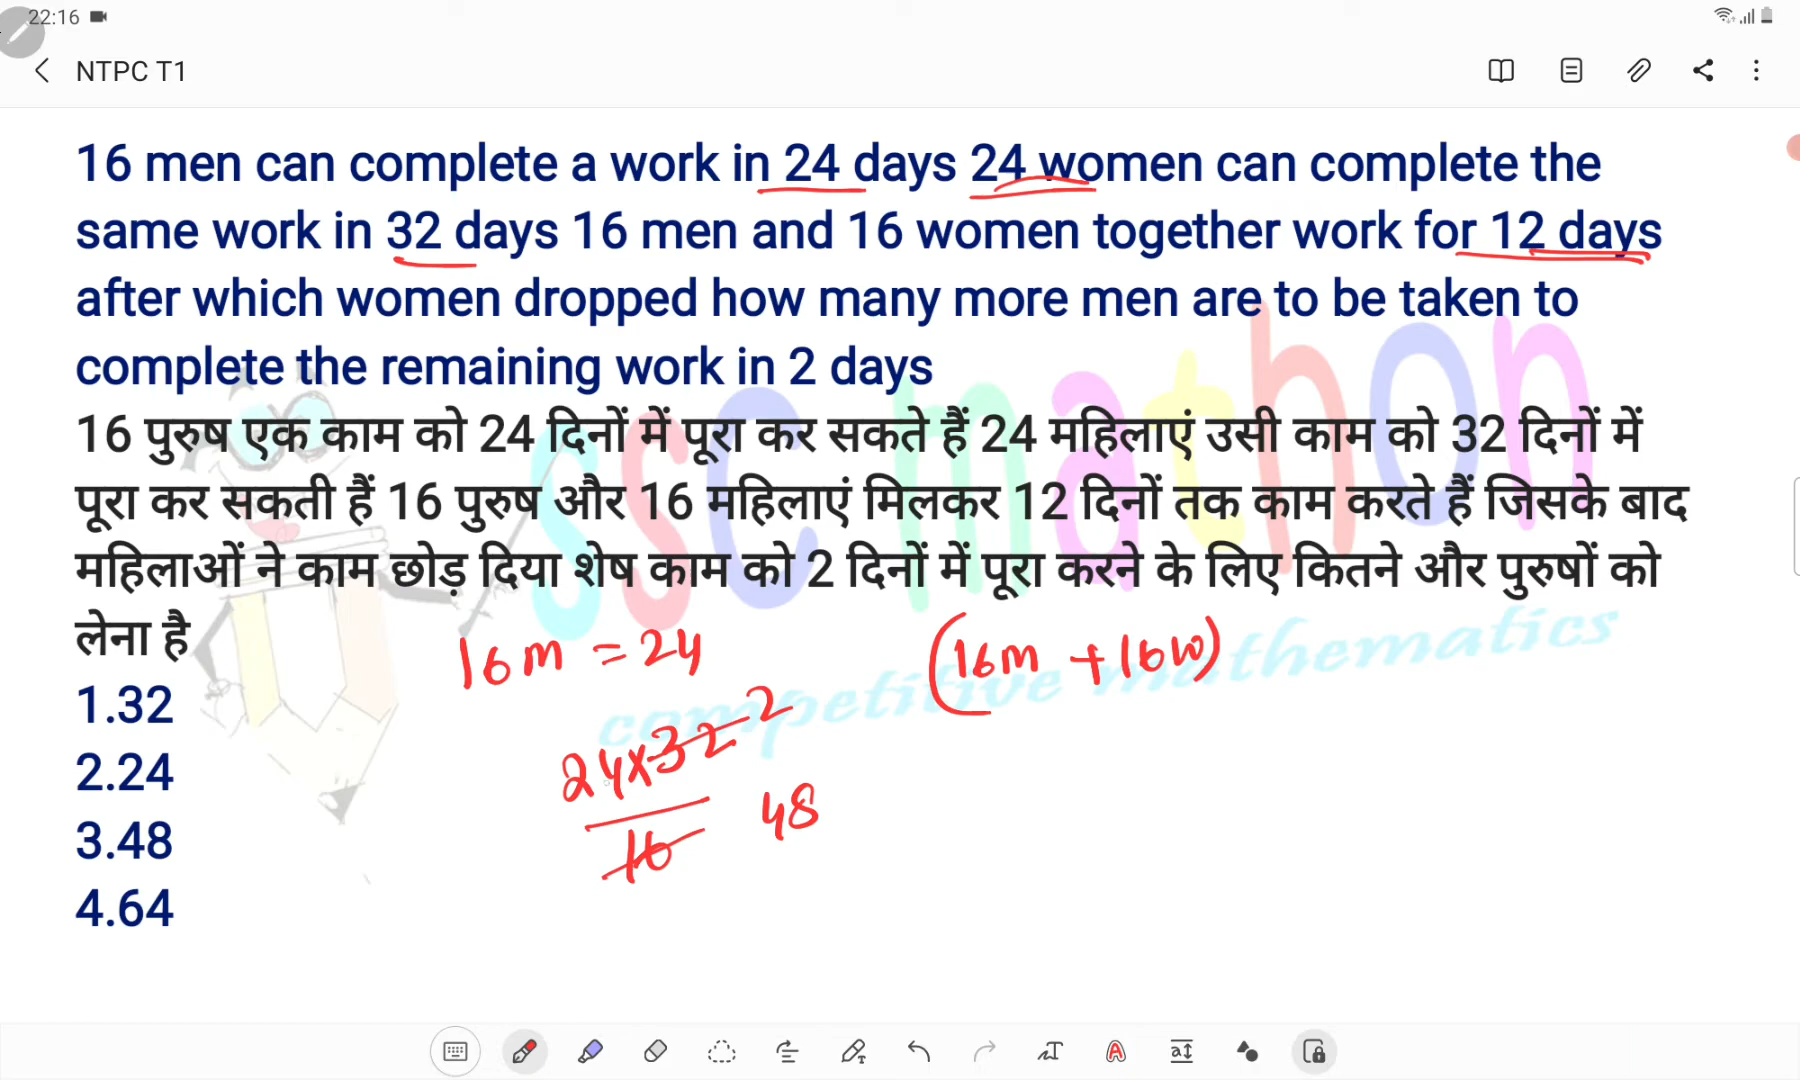 22:16
NTPC T1
16 men can complete a work in 24 days 24 women can complete the
same work in 32 days 16 men and 16 women together work for 12 days
after which women dropped how many more men are to be taken to
complete the remaining work in 2 days
16 पुरुष एक काम को 24 दिनों में पूरा कर सकते हैं 24 महिलाएं उसी काम को 32 दिनों में
पूरा कर सकती हैं 16 पुरुष और 16 महिलाएं मिलकर 12 दिनों तक काम करते हैं जिसके बाद
महिलाओं ने काम छोड़ दिया शेष काम को 2 दिनों में पूरा करने के लिए कितने और पुरुषों को
लेना है
16m = 24
(16m + 16w)
24×32 2
16
48
1.32
2.24
3.48
4.64
ssc mathon
competitive mathematics